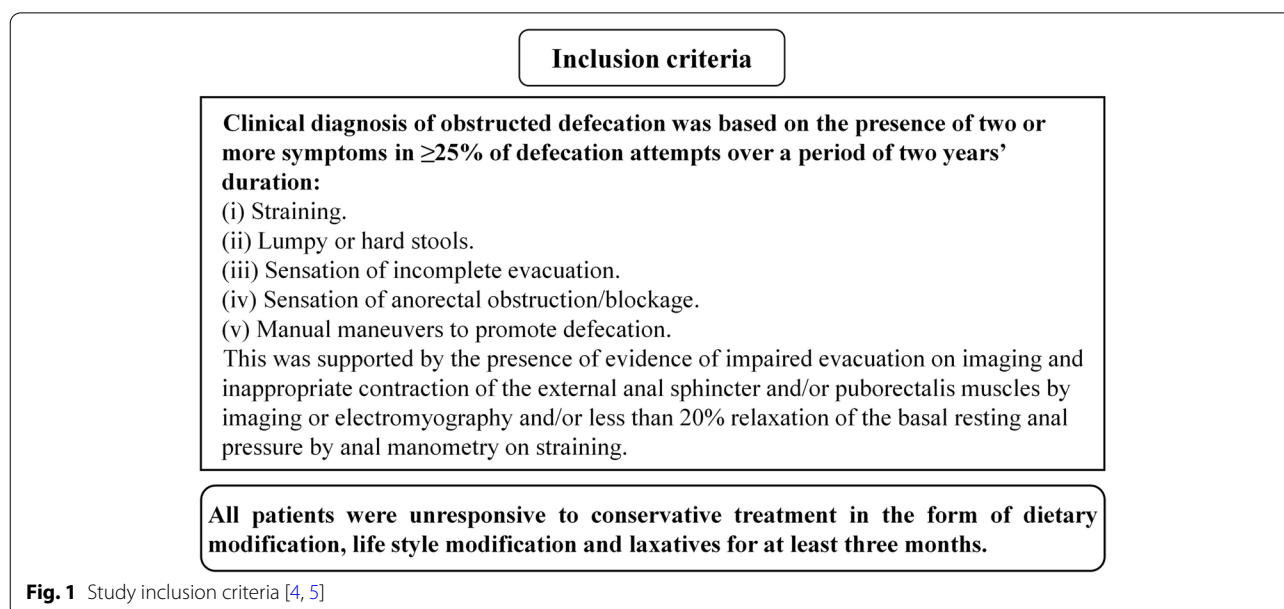 Inclusion criteria
Clinical diagnosis of obstructed defecation was based on the presence of two or
more symptoms in ≥25% of defecation attempts over a period of two years’
duration:
(i) Straining.
(ii) Lumpy or hard stools.
(iii) Sensation of incomplete evacuation.
(iv) Sensation of anorectal obstruction/blockage.
(v) Manual maneuvers to promote defecation.
This was supported by the presence of evidence of impaired evacuation on imaging and
inappropriate contraction of the external anal sphincter and/or puborectalis muscles by
imaging or electromyography and/or less than 20% relaxation of the basal resting anal
pressure by anal manometry on straining.
All patients were unresponsive to conservative treatment in the form of dietary
modification, life style modification and laxatives for at least three months.
Fig. 1 Study inclusion criteria [4, 5]